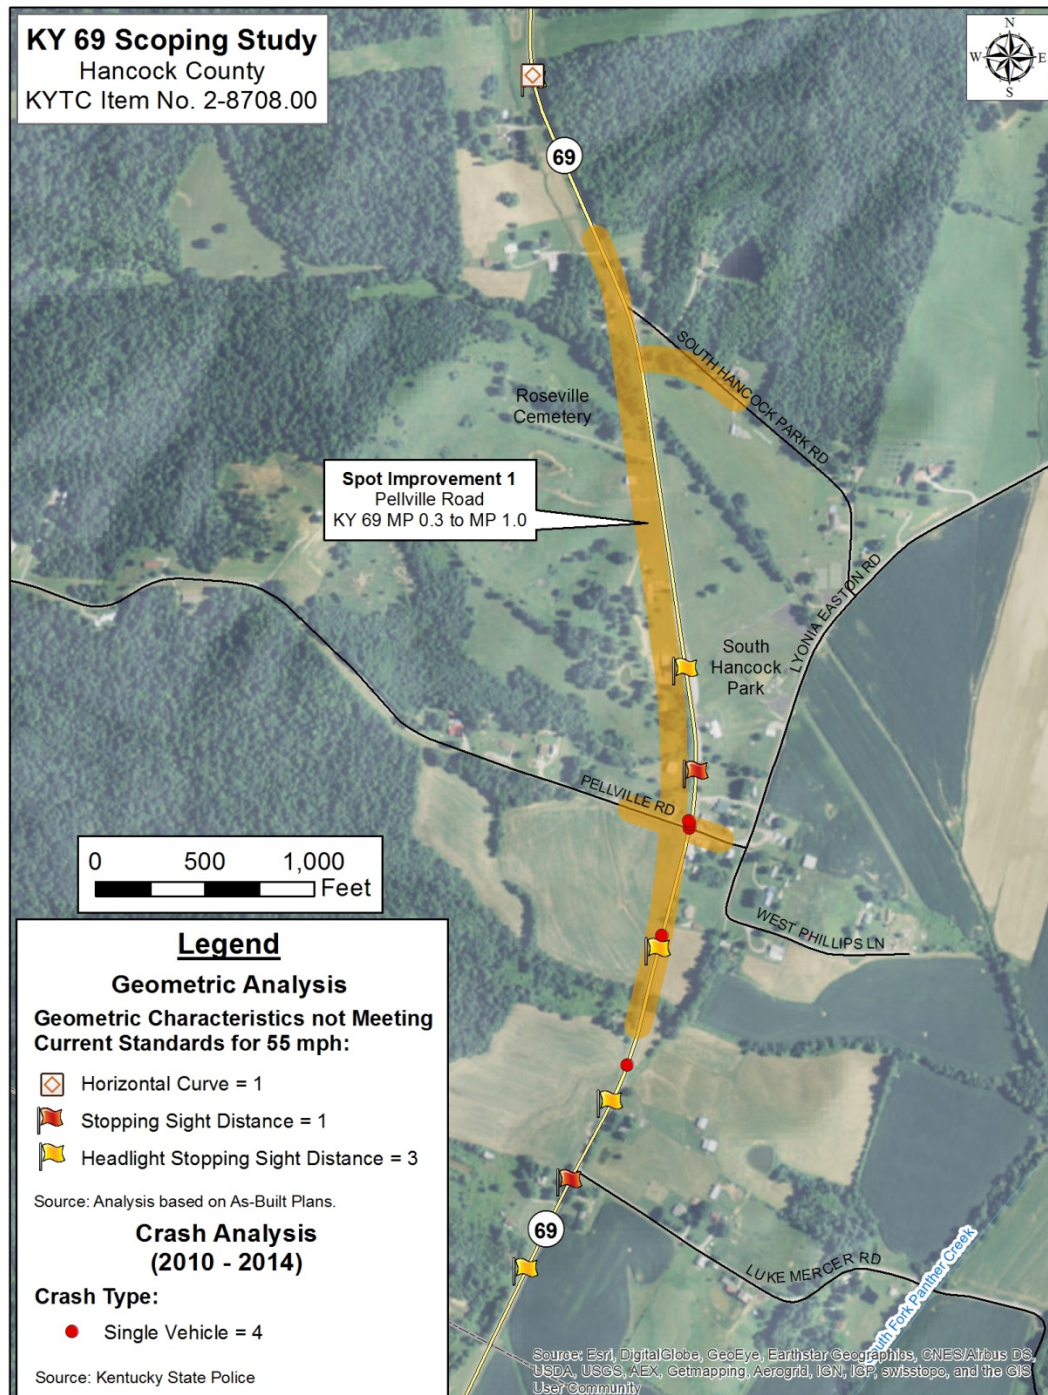 KY 69 Scoping Study
Hancock County
KYTC Item No. 2-8708.00
N
W
E
S
69
SOUTH HANCOCK PARK RD
Roseville
Cemetery
Spot Improvement 1
Pellville Road
KY 69 MP 0.3 to MP 1.0
LYONIA EASTON RD
South
Hancock
Park
PELLVILLE RD
0 500 1,000
Feet
WEST PHILLIPS LN
Legend
Geometric Analysis
Geometric Characteristics not Meeting
Current Standards for 55 mph:
Horizontal Curve = 1
Stopping Sight Distance = 1
Headlight Stopping Sight Distance = 3
Source: Analysis based on As-Built Plans.
Crash Analysis
(2010 - 2014)
Crash Type:
Single Vehicle = 4
Source: Kentucky State Police
69
LUKE MERCER RD
South Fork Panther Creek
Source: Esri, DigitalGlobe, GeoEye, Earthstar Geographics, CNES/Airbus DS,
USDA, USGS, AEX, Getmapping, Aerogrid, IGN, IGP, swisstopo, and the GIS
User Community